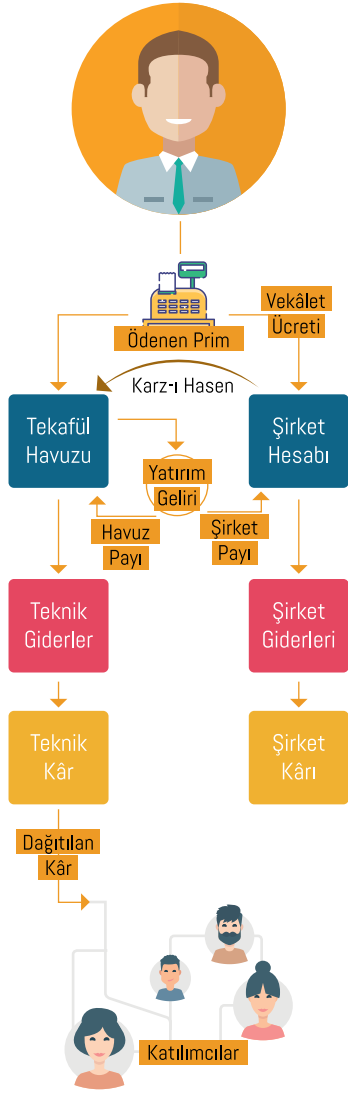 Vekâlet
Ücreti
Ödenen Prim
Karz-ı Hasen
Tekafül
Havuzu
Yatırım
Geliri
Şirket
Hesabı
Havuz
Payı
Şirket
Payı
Teknik
Giderler
Şirket
Giderleri
Teknik
Kâr
Şirket
Kârı
Dağıtılan
Kâr
Katılımcılar